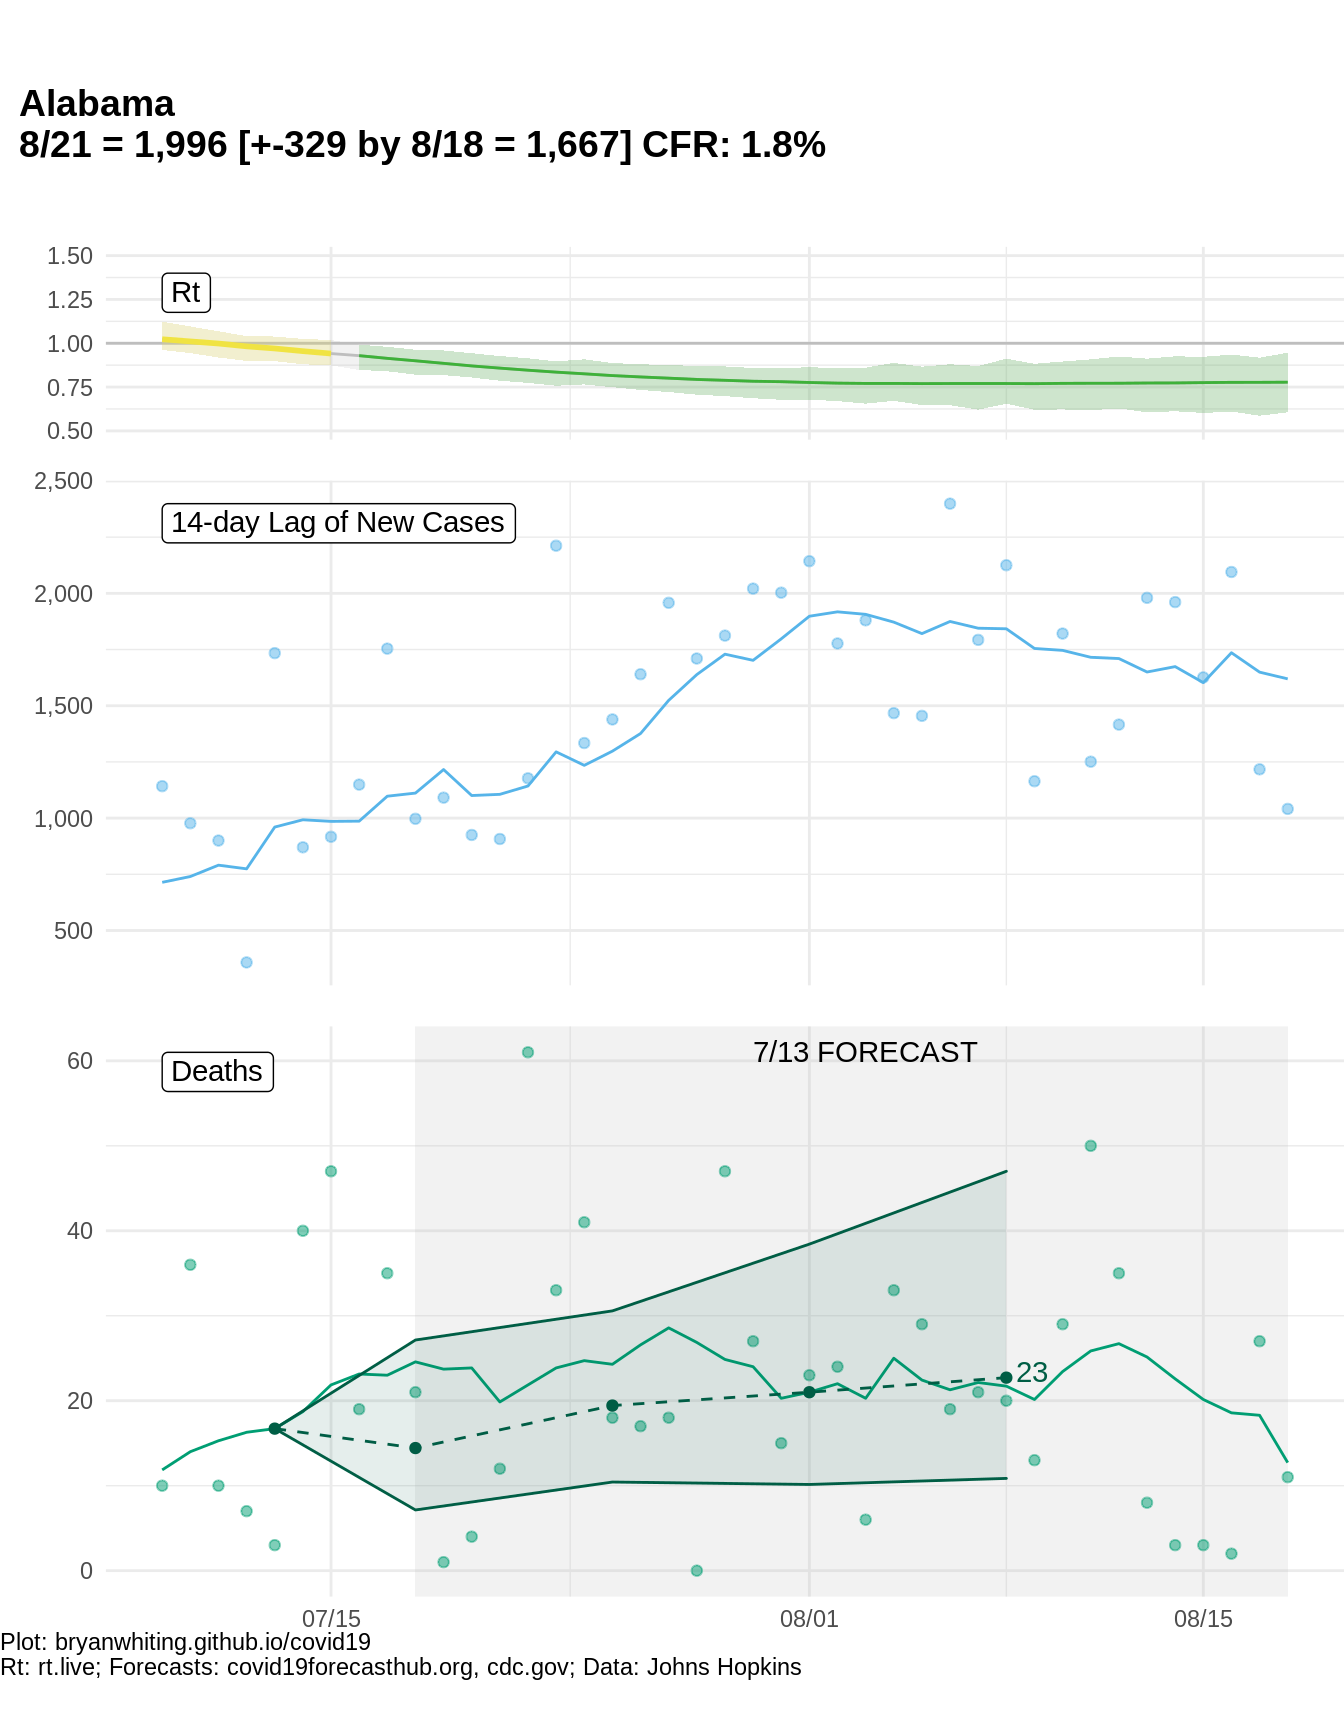 Alabama
8/21 = 1,996 [+-329 by 8/18 = 1,667] CFR: 1.8%
1.50
Rt
1.25
1.00
0.75
0.50
2,500
14-day Lag of New Cases
2,000
1,500
1,000
500
7/13 FORECAST
60
Deaths
40
23
20
0
07/15 08/01 08/15
Plot: bryanwhiting.github.io/covid19
Rt: rt.live; Forecasts: covid19forecasthub.org, cdc.gov; Data: Johns Hopkins